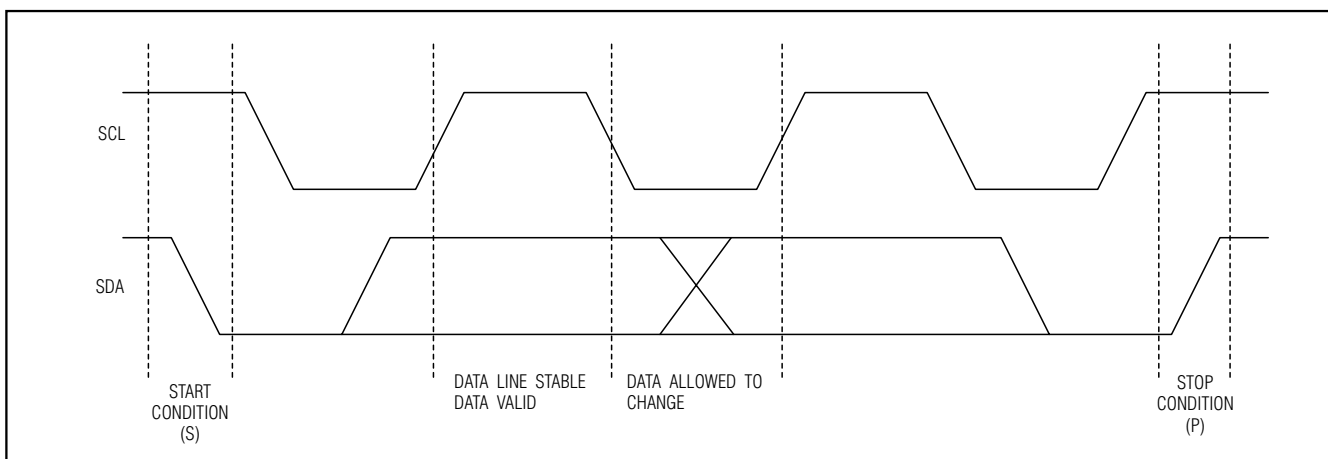 SCL
SDA
START
CONDITION
(S)
DATA LINE STABLE
DATA VALID
DATA ALLOWED TO
CHANGE
STOP
CONDITION
(P)